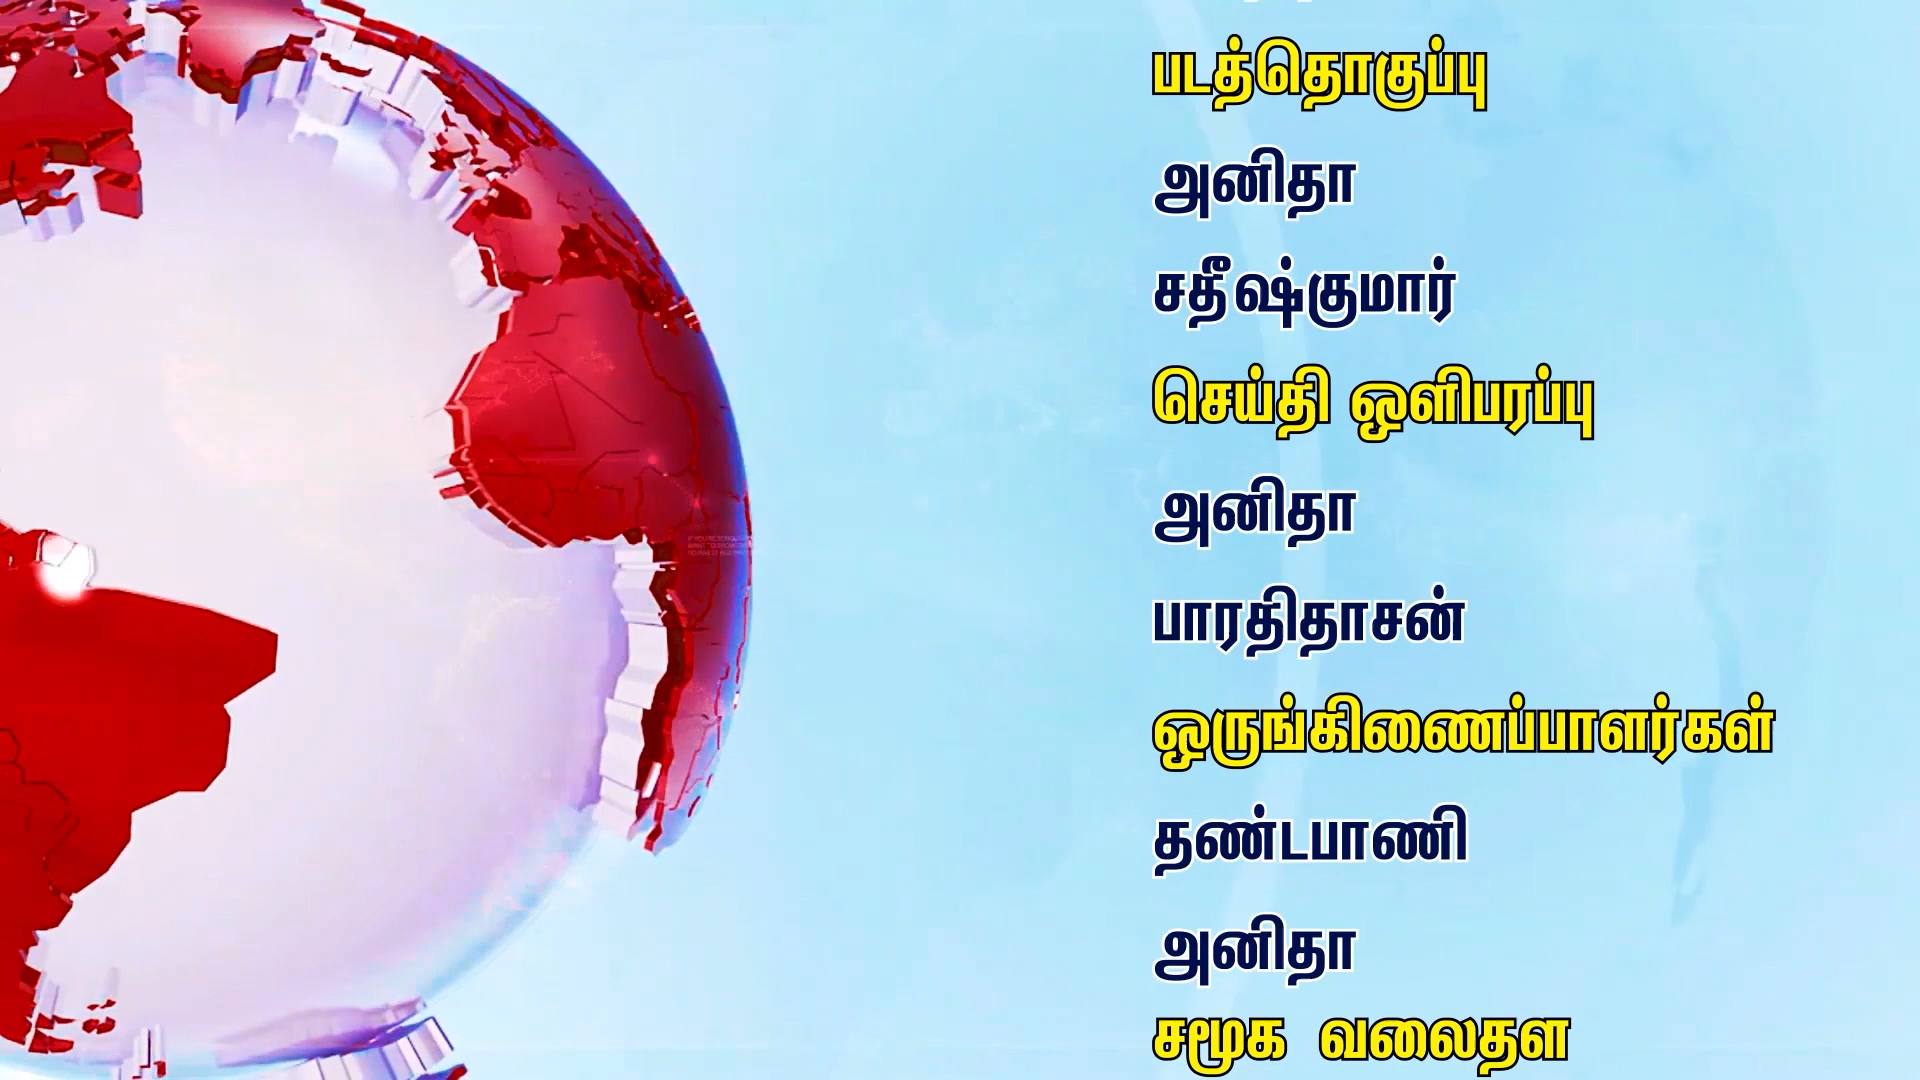 படத்தொகுப்பு
அனிதா
சதீஷ்குமார்
செய்தி ஒளிபரப்பு
அனிதா
பாரதிதாசன்
ஒருங்கிணைப்பாளர்கள்
தண்டபாணி
அனிதா
சமூக வலைதள